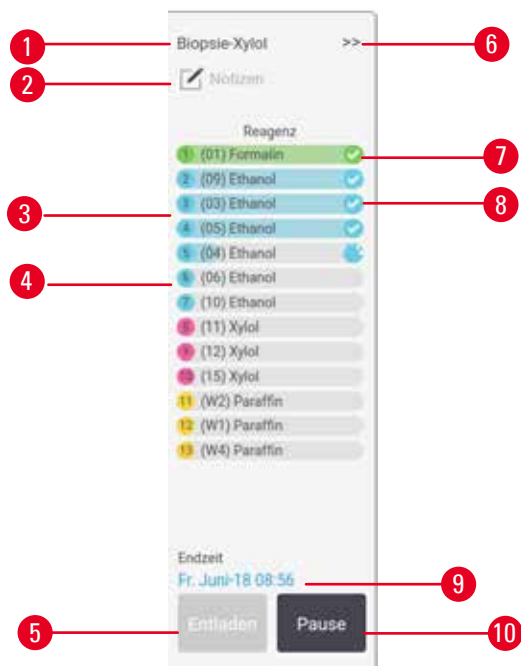 1 Biopsie-Xylol >> 6
2 Notizen
Reagenz
1 (01) Formalin 7
2 (09) Ethanol
3 3 (03) Ethanol 8
4 (05) Ethanol
5 (04) Ethanol
4 6 (06) Ethanol
7 (10) Ethanol
8 (11) Xylol
9 (12) Xylol
10 (15) Xylol
11 (W2) Paraffin
12 (W1) Paraffin
13 (W4) Paraffin
Endzeit
Fr. Juni-18 08:56 9
5 Entladen Pause 10